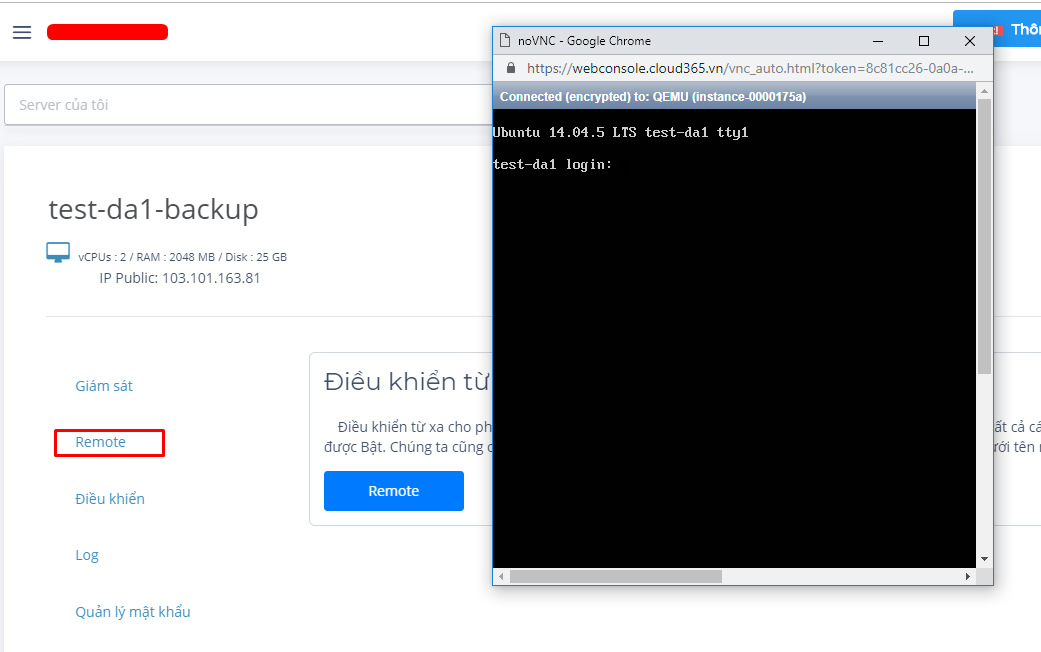 ! Thôn
noVNC - Google Chrome
https://webconsole.cloud365.vn/vnc_auto.html?token=8c81cc26-0a0a-...
Connected (encrypted) to: QEMU (instance-0000175a)
Ubuntu 14.04.5 LTS test-da1 tty1
test-da1 login:
Server của tôi
test-da1-backup
vCPUs : 2 / RAM : 2048 MB / Disk : 25 GB
IP Public: 103.101.163.81
Giám sát
Remote
Điều khiển
Log
Quản lý mật khẩu
Điều khiển từ
Điều khiển từ xa cho ph ất cả cá
được Bật. Chúng ta cũng c ưới tên
Remote